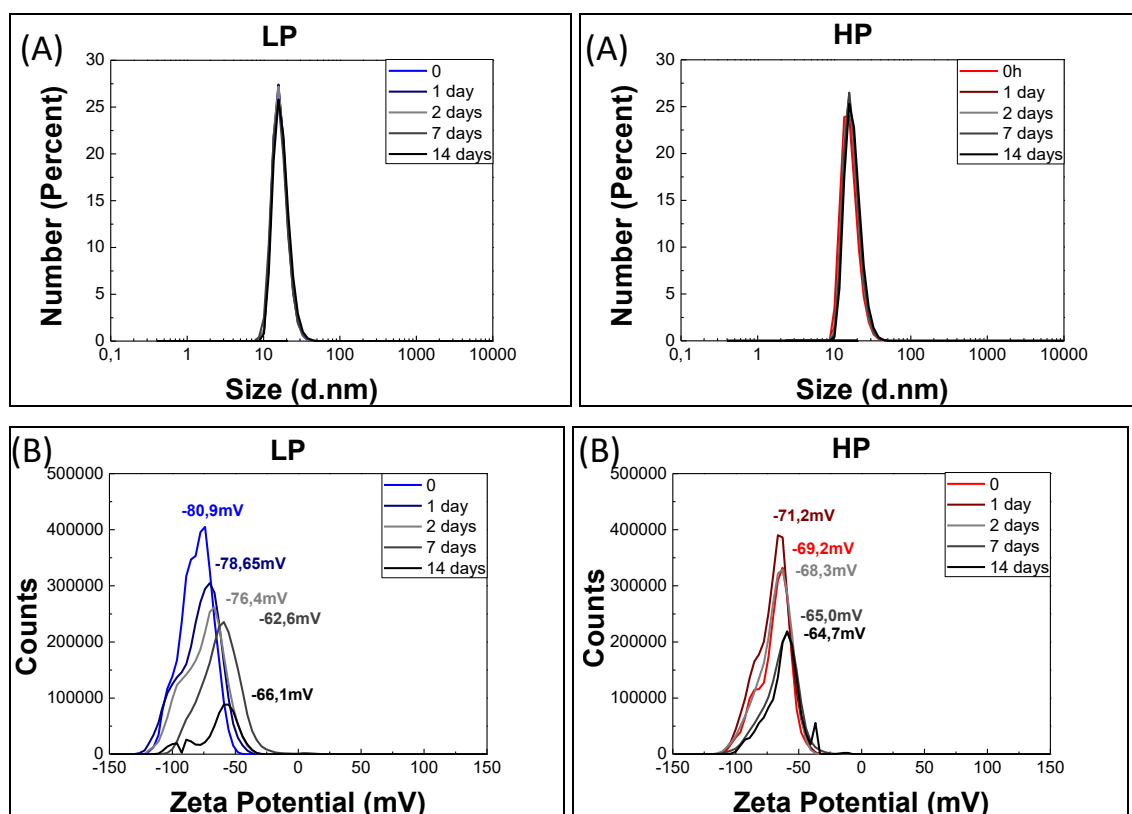 (A)
LP
Number (Percent)
30
25
20
15
10
5
0
0,1
1
10
100
1000
10000
Size (d.nm)
0
1 day
2 days
7 days
14 days
(A)
HP
Number (Percent)
30
25
20
15
10
5
0
0,1
1
10
100
1000
10000
Size (d.nm)
0h
1 day
2 days
7 days
14 days
(B)
LP
Counts
500000
400000
300000
200000
100000
0
-150
-100
-50
0
50
100
150
Zeta Potential (mV)
0
1 day
2 days
7 days
14 days
-80,9mV
-78,65mV
-76,4mV
-62,6mV
-66,1mV
(B)
HP
Counts
500000
400000
300000
200000
100000
0
-150
-100
-50
0
50
100
150
Zeta Potential (mV)
0
1 day
2 days
7 days
14 days
-71,2mV
-69,2mV
-68,3mV
-65,0mV
-64,7mV